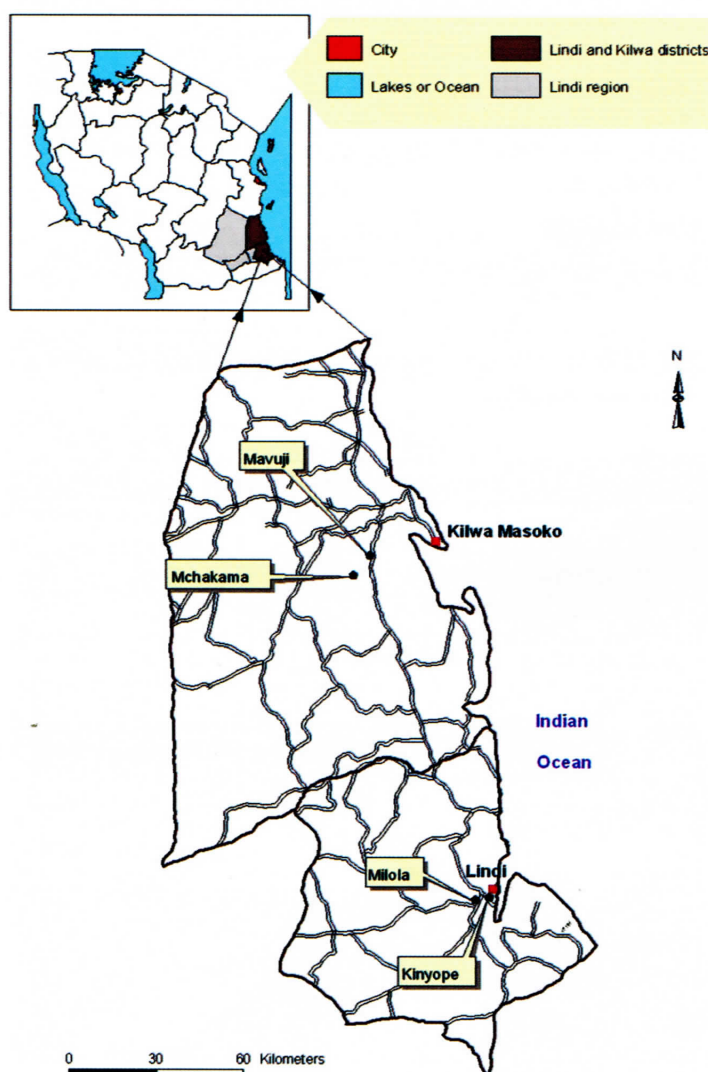 City
Lindi and Kilwa districts
Lakes or Ocean
Lindi region
N
Mavuji
Kilwa Masoko
Mchakama
Indian
Ocean
Lindi
Milola
Kinyope
0 30 60 Kilometers